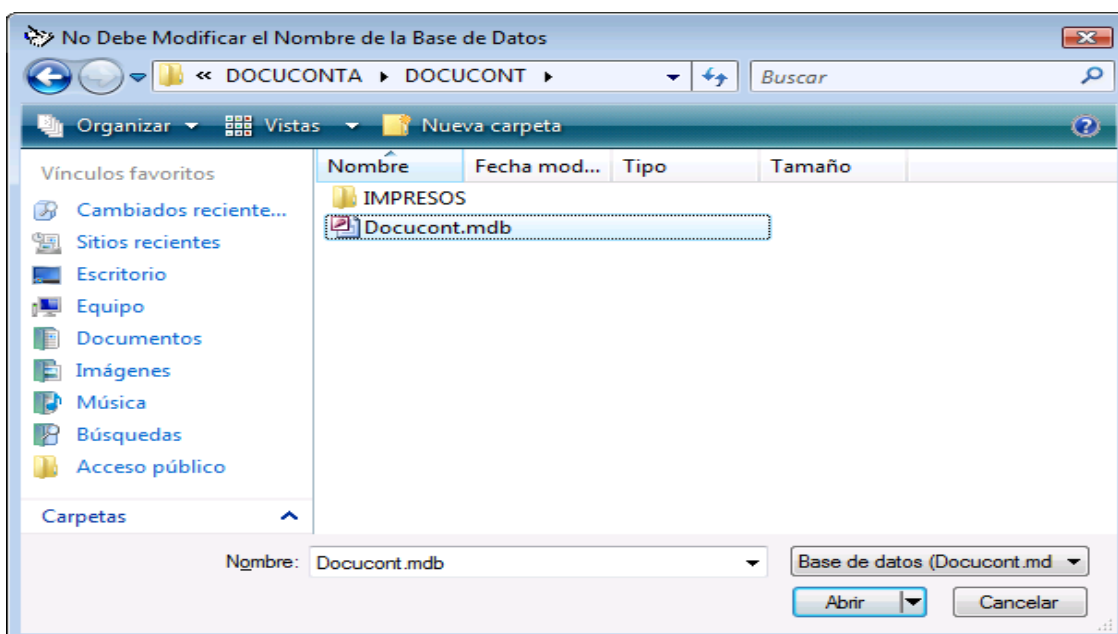 No Debe Modificar el Nombre de la Base de Datos
« DOCUCONTA DOCUCONT
Buscar
Organizar Vistas Nueva carpeta
Vínculos favoritos
Cambiados reciente...
Sitios recientes
Escritorio
Equipo
Documentos
Imágenes
Música
Búsquedas
Acceso público
Carpetas
Nombre Fecha mod... Tipo Tamaño
IMPRESOS
Docucont.mdb
Nombre: Docucont.mdb Base de datos (Docucont.md
Abrir Cancelar